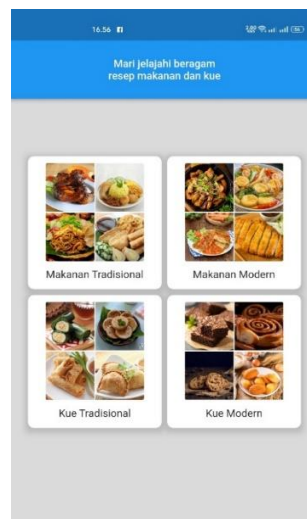 16.56
Mari jelajahi beragam
resep makanan dan kue
Makanan Tradisional
Makanan Modern
Kue Tradisional
Kue Modern